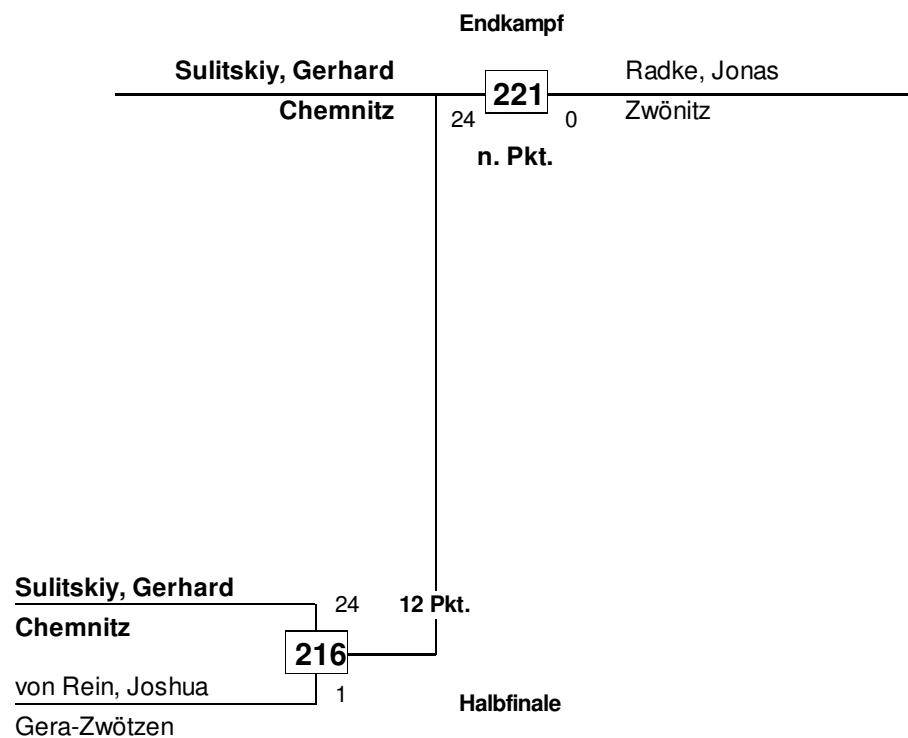 Endkampf
Sulitskiy, Gerhard
Chemnitz
24
221
0
n. Pkt.
Radke, Jonas
Zwönitz
Sulitskiy, Gerhard
Chemnitz
24
12 Pkt.
216
von Rein, Joshua
Gera-Zwötzen
1
Halbfinale